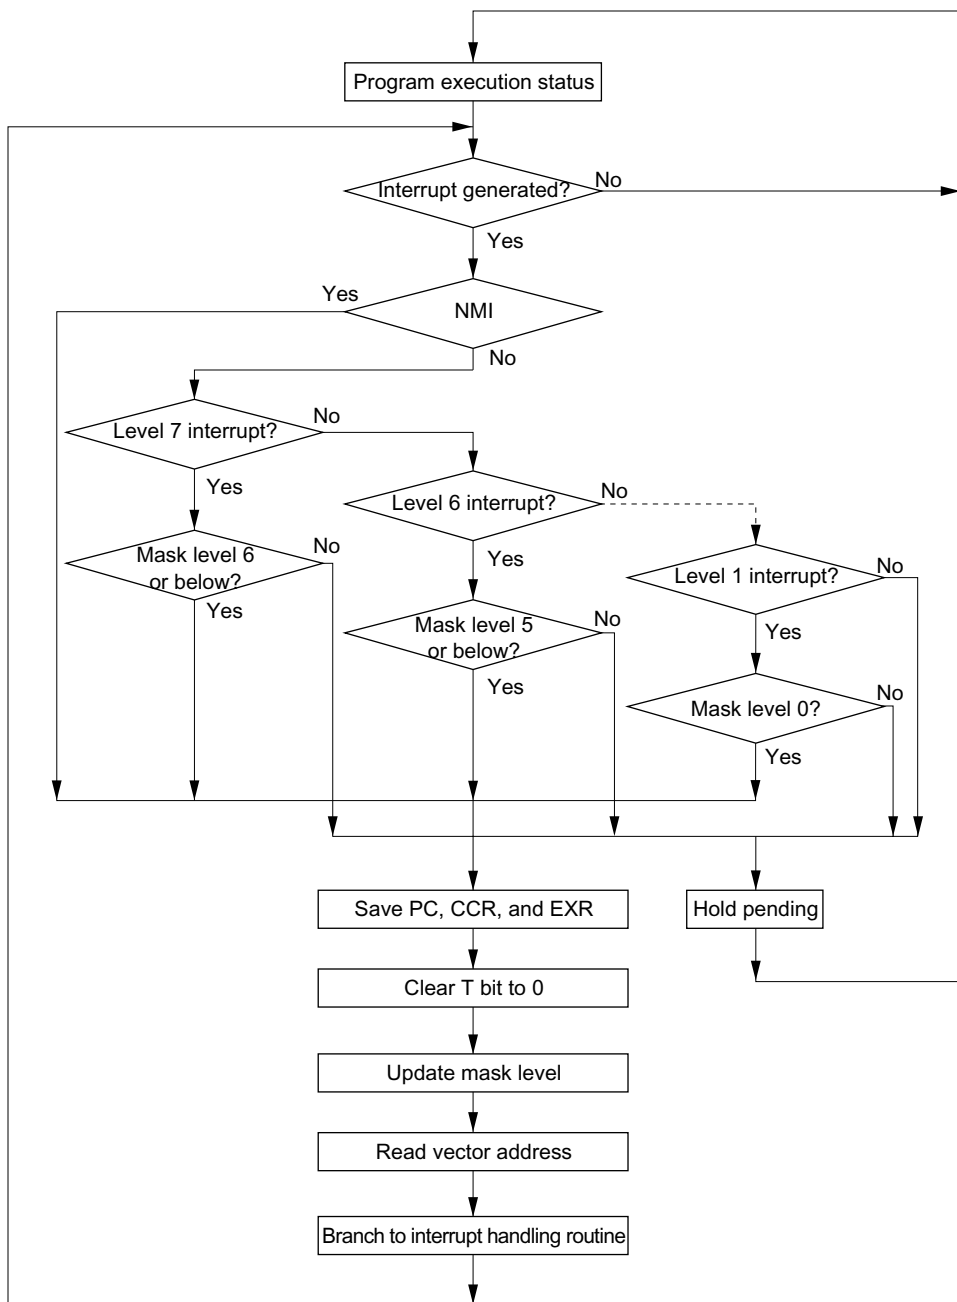 Program execution status
Interrupt generated?
No
Yes
Yes
NMI
No
Level 7 interrupt?
No
Yes
Level 6 interrupt?
No
Mask level 6
or below?
No
Yes
Level 1 interrupt?
No
Yes
Mask level 5
or below?
No
Yes
Yes
Mask level 0?
No
Yes
Save PC, CCR, and EXR
Hold pending
Clear T bit to 0
Update mask level
Read vector address
Branch to interrupt handling routine